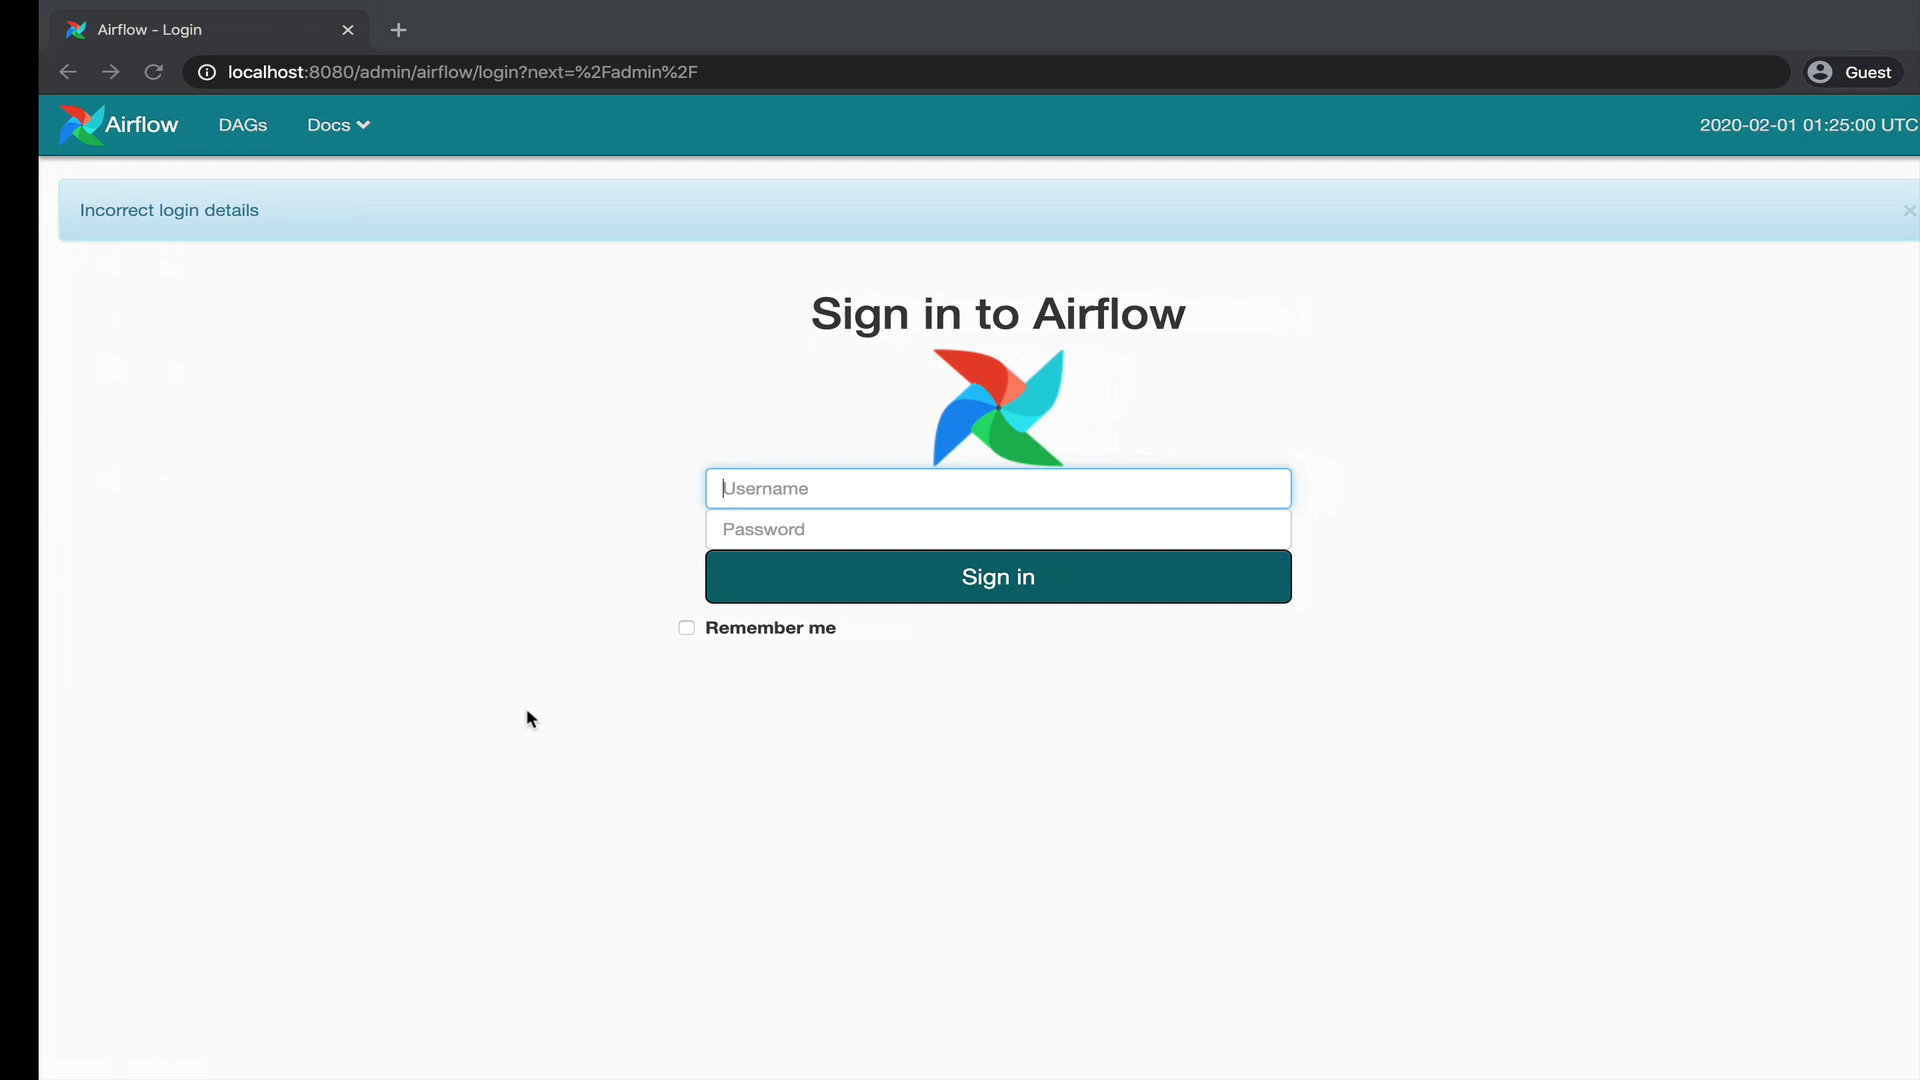 Airflow - Login
localhost:8080/admin/airflow/login?next=%2Fadmin%2F
Guest
Airflow DAGs Docs 2020-02-01 01:25:00 UTC
Incorrect login details
Sign in to Airflow
Username
Password
Sign in
Remember me